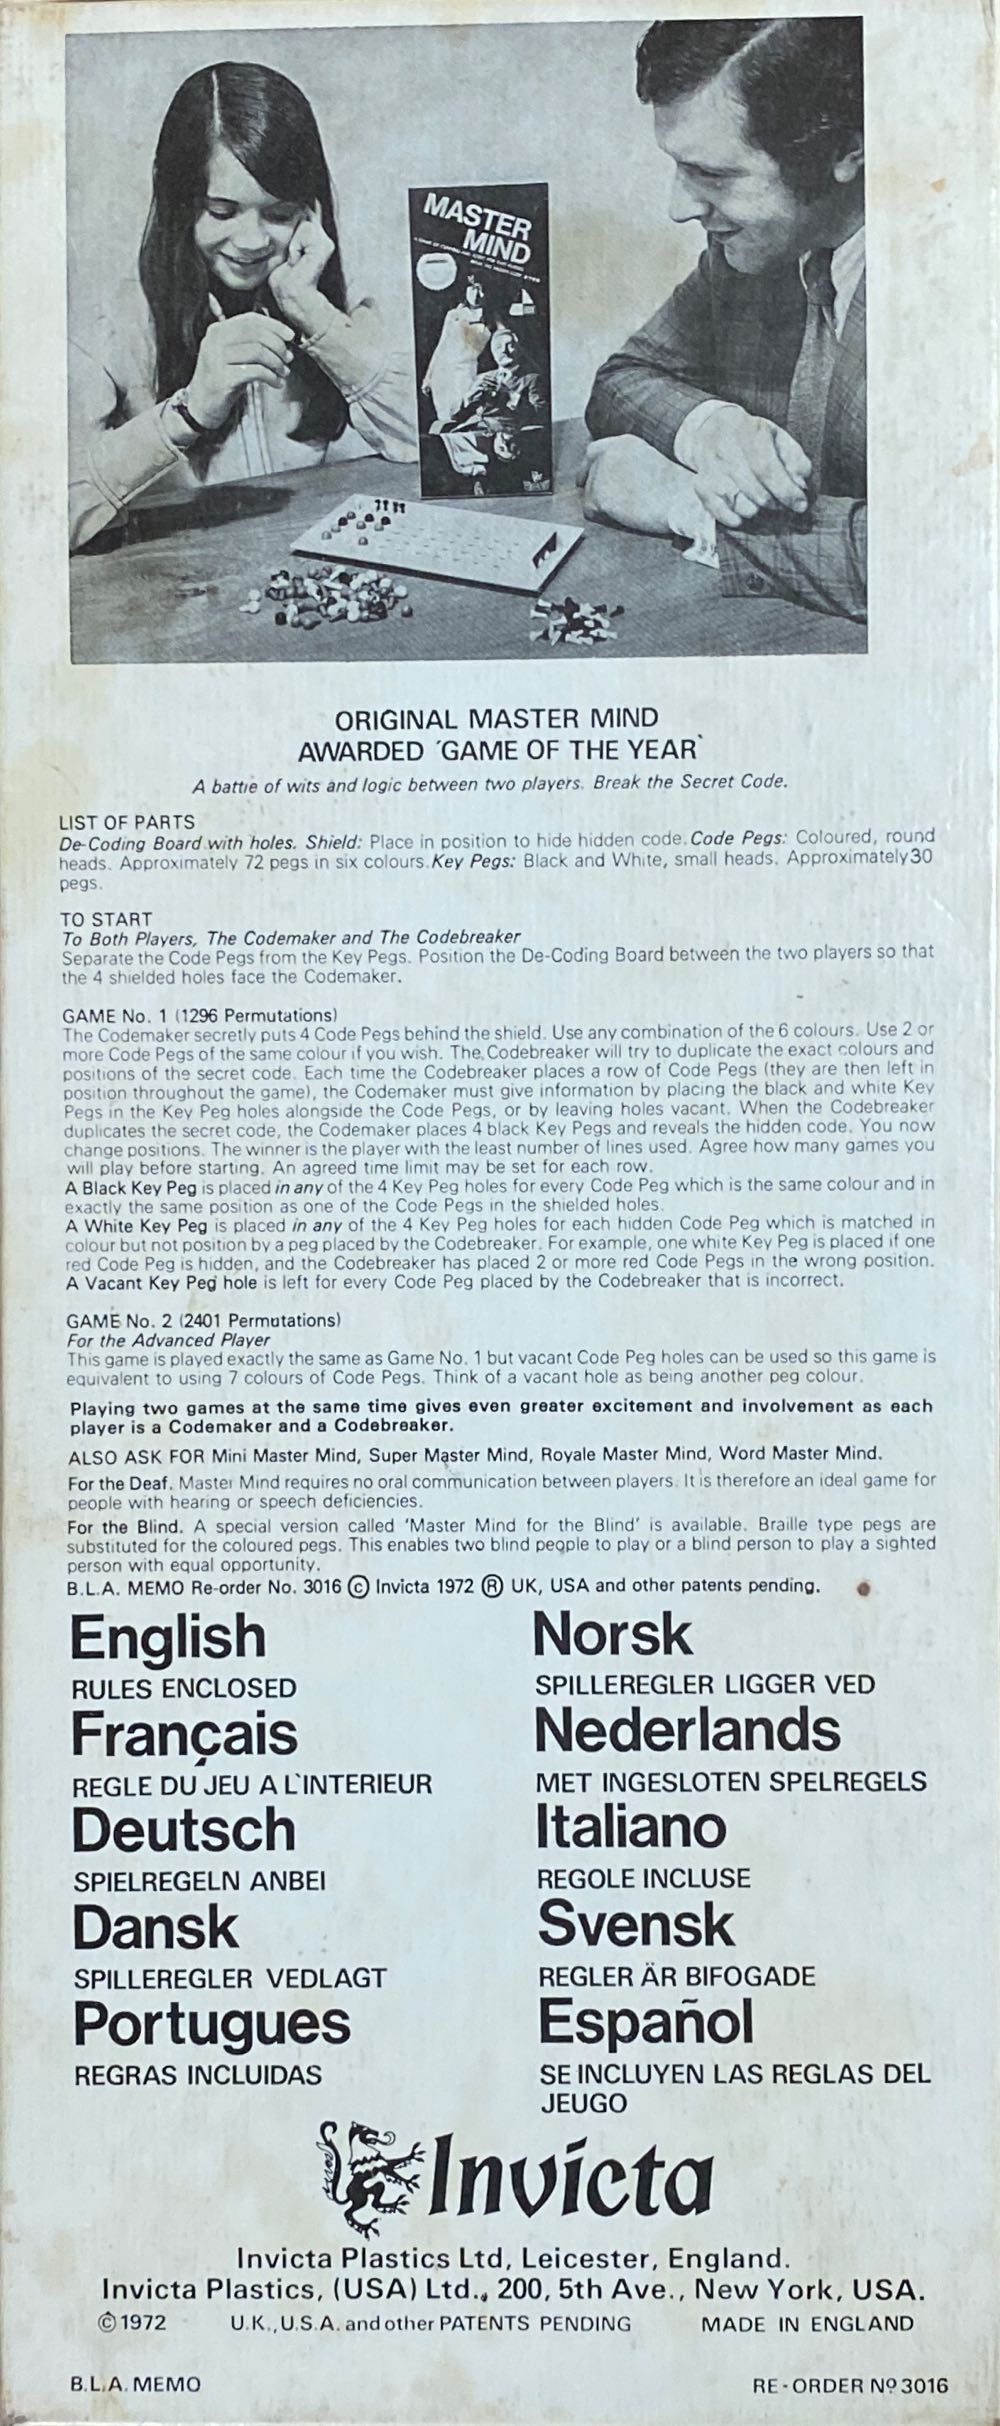 MASTER
MIND
ORIGINAL MASTER MIND
AWARDED ´GAME OF THE YEAR`
A battle of wits and logic between two players. Break the Secret Code.
LIST OF PARTS
De-Coding Board with holes. Shield: Place in position to hide hidden code. Code Pegs: Coloured, round
heads. Approximately 72 pegs in six colours. Key Pegs: Black and White, small heads. Approximately 30
pegs.
TO START
To Both Players, The Codemaker and The Codebreaker
Separate the Code Pegs from the Key Pegs. Position the De-Coding Board between the two players so that
the 4 shielded holes face the Codemaker.
GAME No. 1 (1296 Permutations)
The Codemaker secretly puts 4 Code Pegs behind the shield. Use any combination of the 6 colours. Use 2 or
more Code Pegs of the same colour if you wish. The Codebreaker will try to duplicate the exact colours and
positions of the secret code. Each time the Codebreaker places a row of Code Pegs (they are then left in
position throughout the game), the Codemaker must give information by placing the black and white Key
Pegs in the Key Peg holes alongside the Code Pegs, or by leaving holes vacant. When the Codebreaker
duplicates the secret code, the Codemaker places 4 black Key Pegs and reveals the hidden code. You now
change positions. The winner is the player with the least number of lines used. Agree how many games you
will play before starting. An agreed time limit may be set for each row.
A Black Key Peg is placed in any of the 4 Key Peg holes for every Code Peg which is the same colour and in
exactly the same position as one of the Code Pegs in the shielded holes.
A White Key Peg is placed in any of the 4 Key Peg holes for each hidden Code Peg which is matched in
colour but not position by a peg placed by the Codebreaker. For example, one white Key Peg is placed if one
red Code Peg is hidden, and the Codebreaker has placed 2 or more red Code Pegs in the wrong position.
A Vacant Key Peg hole is left for every Code Peg placed by the Codebreaker that is incorrect.
GAME No. 2 (2401 Permutations)
For the Advanced Player
This game is played exactly the same as Game No. 1 but vacant Code Peg holes can be used so this game is
equivalent to using 7 colours of Code Pegs. Think of a vacant hole as being another peg colour.
Playing two games at the same time gives even greater excitement and involvement as each
player is a Codemaker and a Codebreaker.
ALSO ASK FOR Mini Master Mind, Super Master Mind, Royale Master Mind, Word Master Mind.
For the Deaf. Master Mind requires no oral communication between players. It is therefore an ideal game for
people with hearing or speech deficiencies.
For the Blind. A special version called 'Master Mind for the Blind' is available. Braille type pegs are
substituted for the coloured pegs. This enables two blind people to play or a blind person to play a sighted
person with equal opportunity.
B.L.A. MEMO Re-order No. 3016 © Invicta 1972 ® UK, USA and other patents pending.
English
RULES ENCLOSED
Français
REGLE DU JEU A L`INTERIEUR
Deutsch
SPIELREGELN ANBEI
Dansk
SPILLEREGLER VEDLAGT
Portugues
REGRAS INCLUIDAS
Norsk
SPILLEREGLER LIGGER VED
Nederlands
MET INGESLOTEN SPELREGELS
Italiano
REGOLE INCLUSE
Svensk
REGLER ÄR BIFOGADE
Español
SE INCLUYEN LAS REGLAS DEL
JEUGO
Invicta
Invicta Plastics Ltd, Leicester, England.
Invicta Plastics, (USA) Ltd., 200, 5th Ave., New York, USA.
© 1972 U.K., U.S.A. and other PATENTS PENDING MADE IN ENGLAND
B.L.A. MEMO RE-ORDER Nº 3016